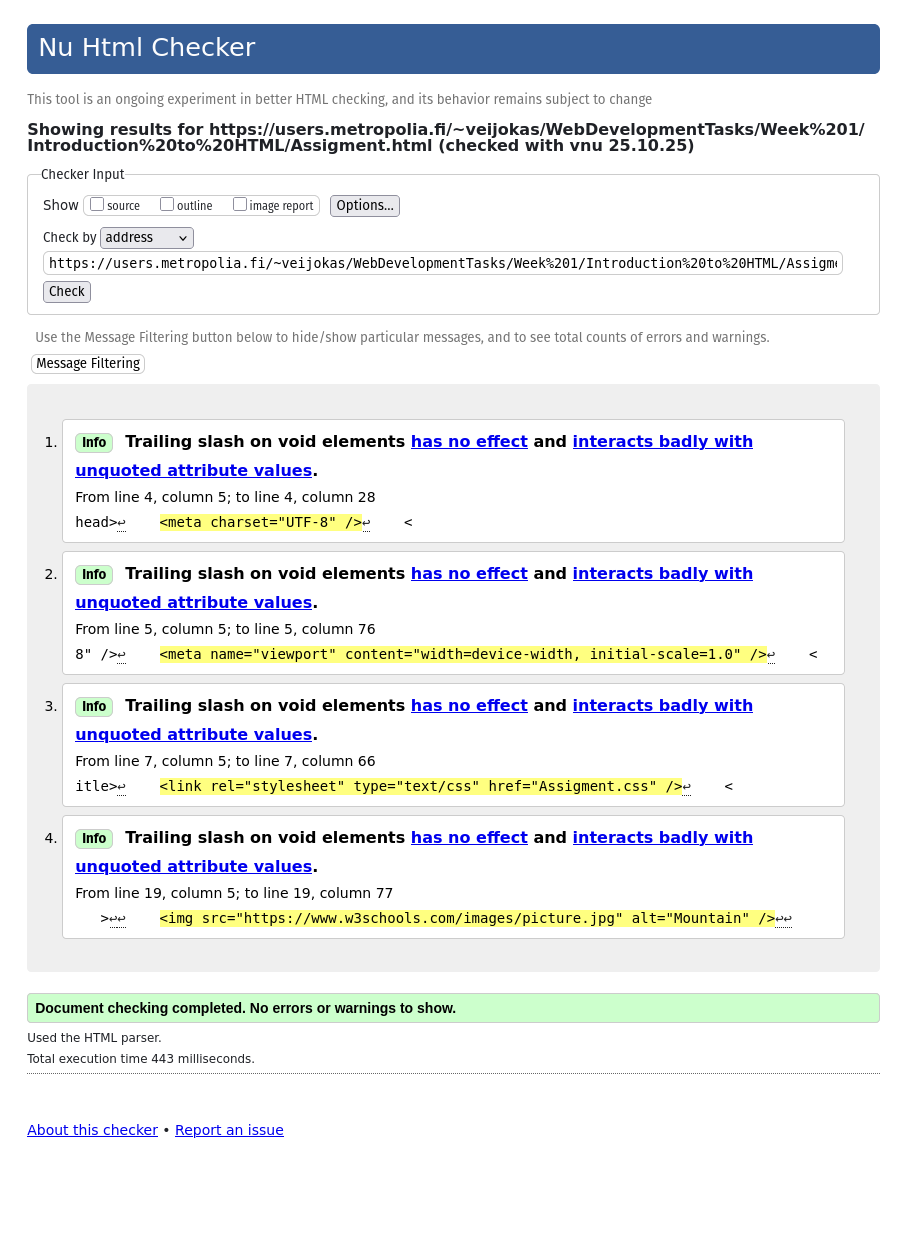 Nu Html Checker
This tool is an ongoing experiment in better HTML checking, and its behavior remains subject to change
Showing results for https://users.metropolia.fi/~veijokas/WebDevelopmentTasks/Week%201/
Introduction%20to%20HTML/Assigment.html (checked with vnu 25.10.25)
Checker Input
Show source outline image report Options...
Check by address
https://users.metropolia.fi/~veijokas/WebDevelopmentTasks/Week%201/Introduction%20to%20HTML/Assigme
Check
Use the Message Filtering button below to hide/show particular messages, and to see total counts of errors and warnings.
Message Filtering
1. Info Trailing slash on void elements has no effect and interacts badly with
unquoted attribute values.
From line 4, column 5; to line 4, column 28
head>↩    <meta charset="UTF-8" />↩    <
2. Info Trailing slash on void elements has no effect and interacts badly with
unquoted attribute values.
From line 5, column 5; to line 5, column 76
8" />↩    <meta name="viewport" content="width=device-width, initial-scale=1.0" />↩    <
3. Info Trailing slash on void elements has no effect and interacts badly with
unquoted attribute values.
From line 7, column 5; to line 7, column 66
itle>↩    <link rel="stylesheet" type="text/css" href="Assigment.css" />↩    <
4. Info Trailing slash on void elements has no effect and interacts badly with
unquoted attribute values.
From line 19, column 5; to line 19, column 77
>↩↩    <img src="https://www.w3schools.com/images/picture.jpg" alt="Mountain" />↩↩
Document checking completed. No errors or warnings to show.
Used the HTML parser.
Total execution time 443 milliseconds.
About this checker • Report an issue